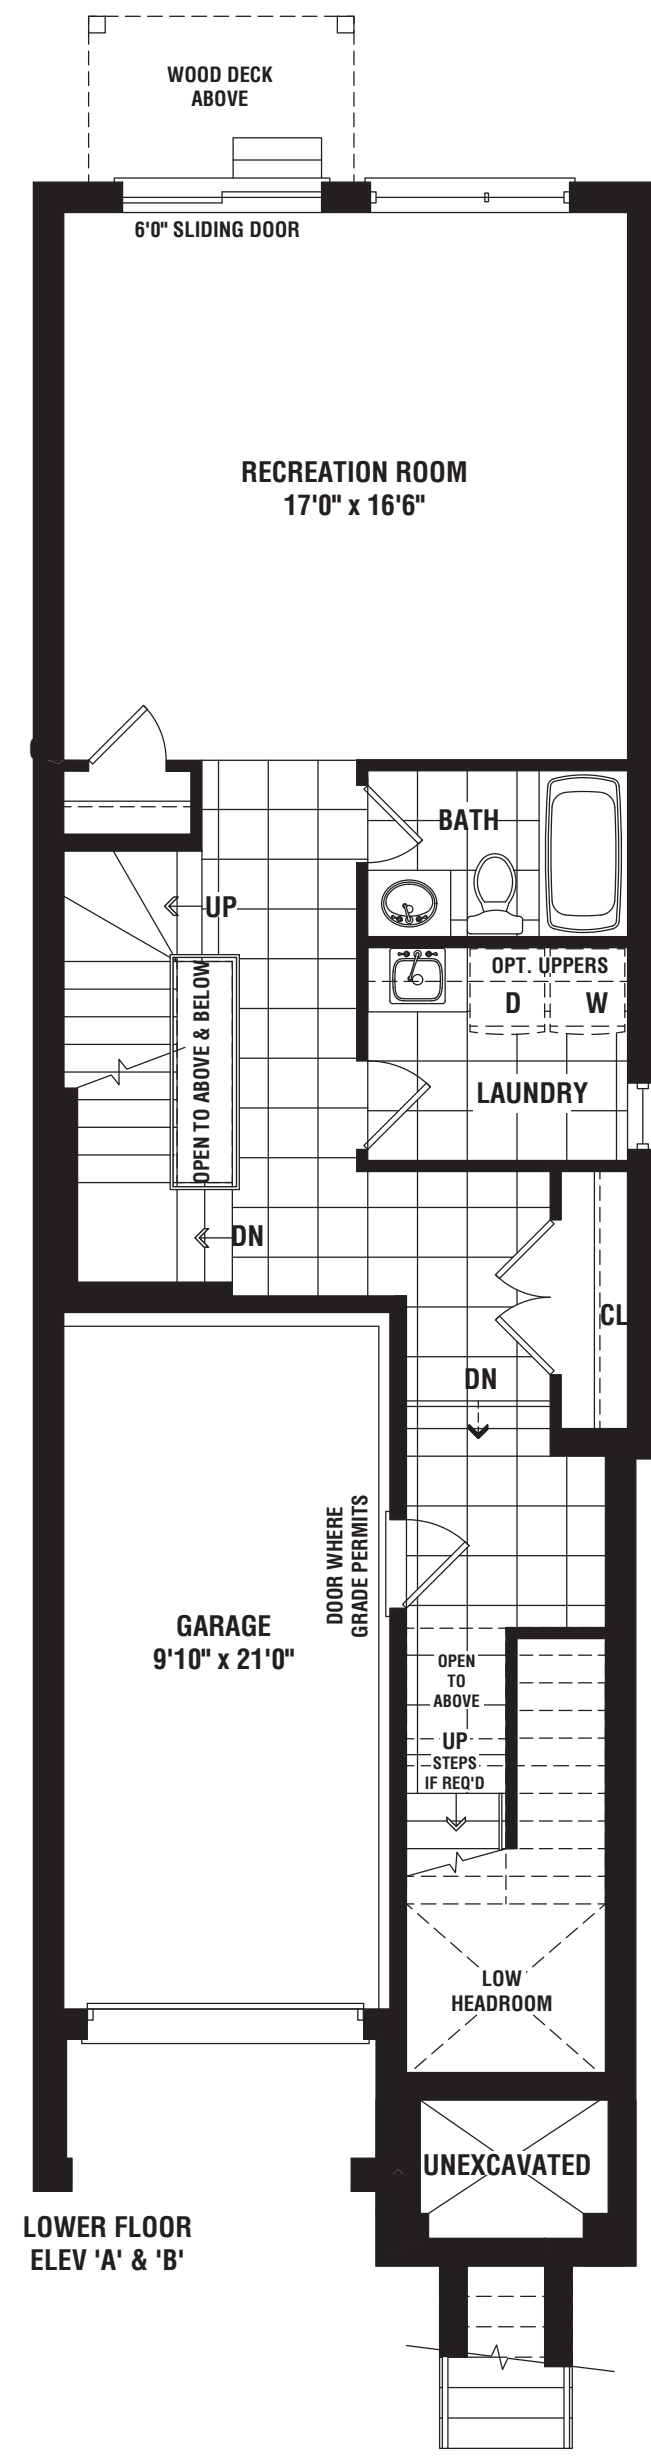 WOOD DECK
ABOVE
6'0" SLIDING DOOR
RECREATION ROOM
17'0" x 16'6"
BATH
UP
OPEN TO ABOVE & BELOW
OPT. UPPERS
D
W
LAUNDRY
DN
CL
DN
DOOR WHERE
GRADE PERMITS
GARAGE
9'10" x 21'0"
OPEN
TO
ABOVE
UP
STEPS
IF REQ'D
LOW
HEADROOM
UNEXCAVATED
LOWER FLOOR
ELEV 'A' & 'B'